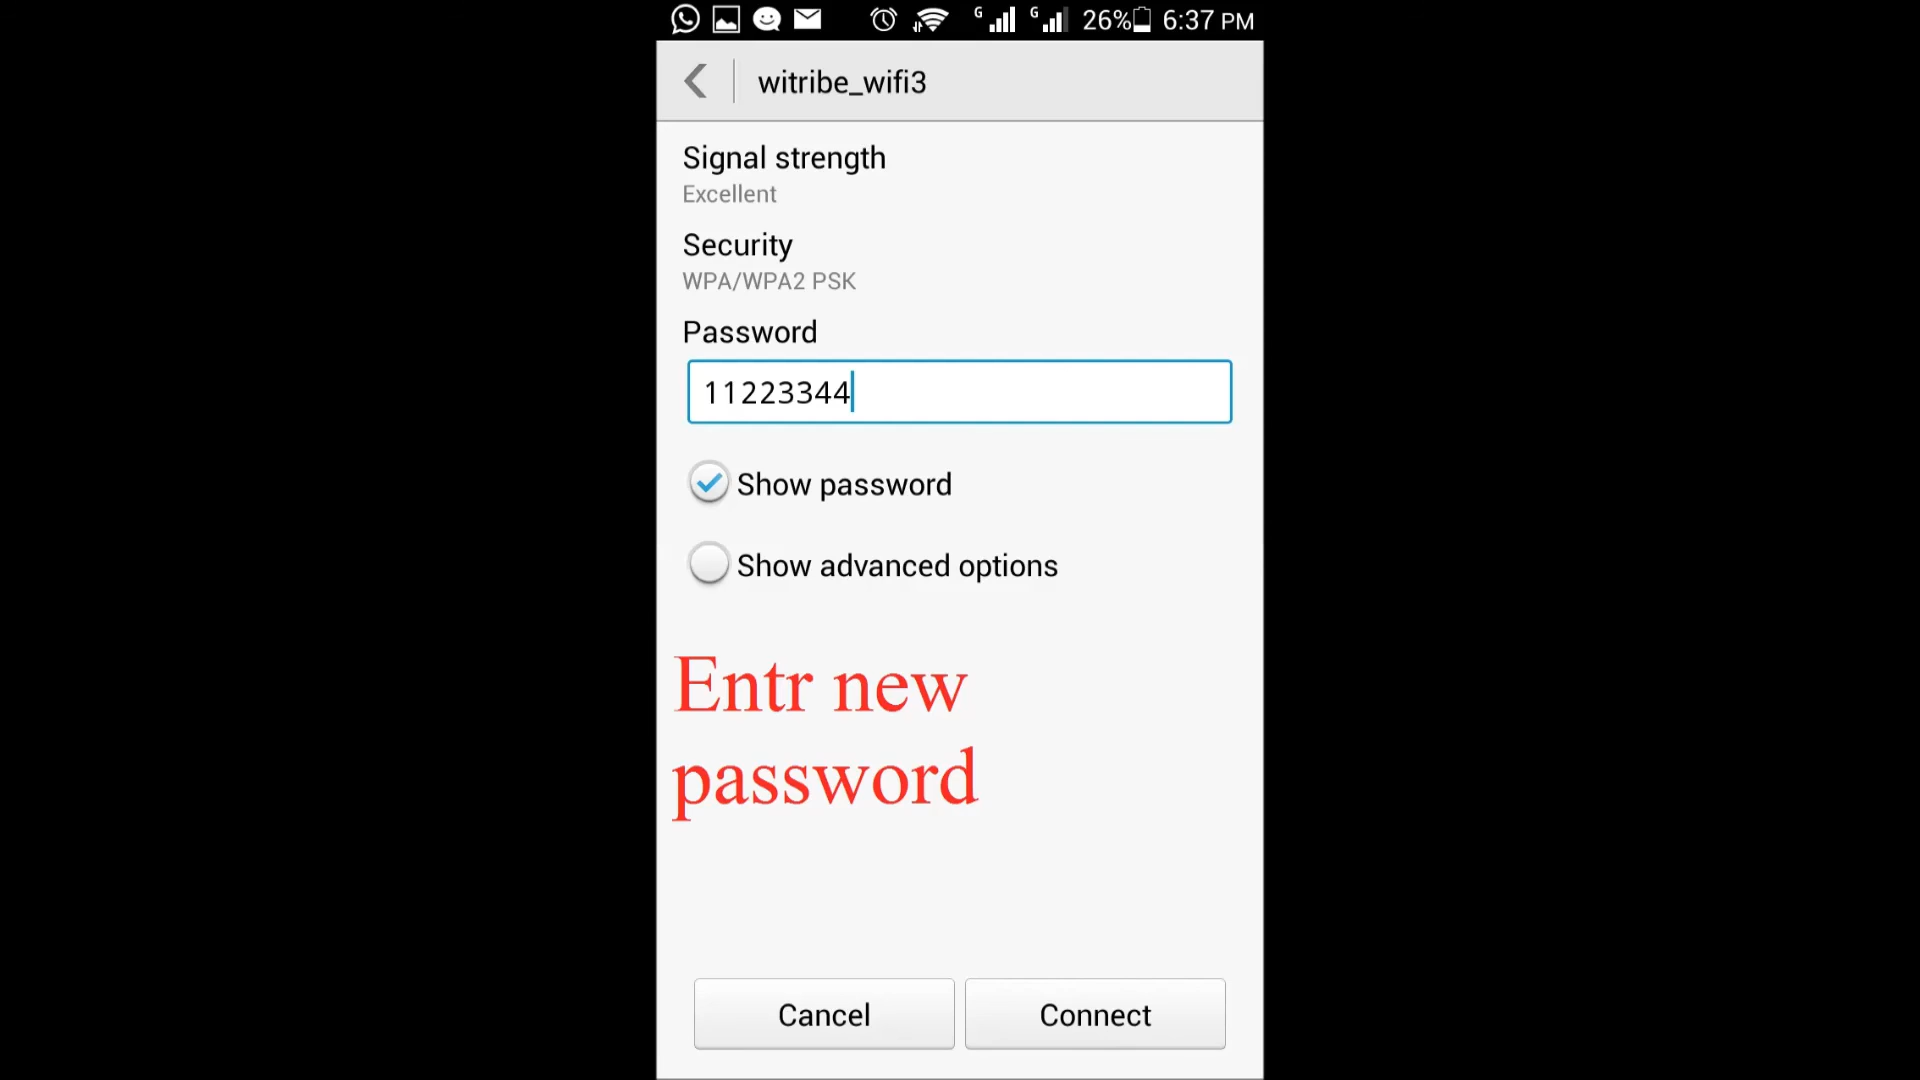 G G 26% 6:37 PM
witribe_wifi3
Signal strength
Excellent
Security
WPA/WPA2 PSK
Password
11223344
Show password
Show advanced options
Entr new
password
Cancel Connect